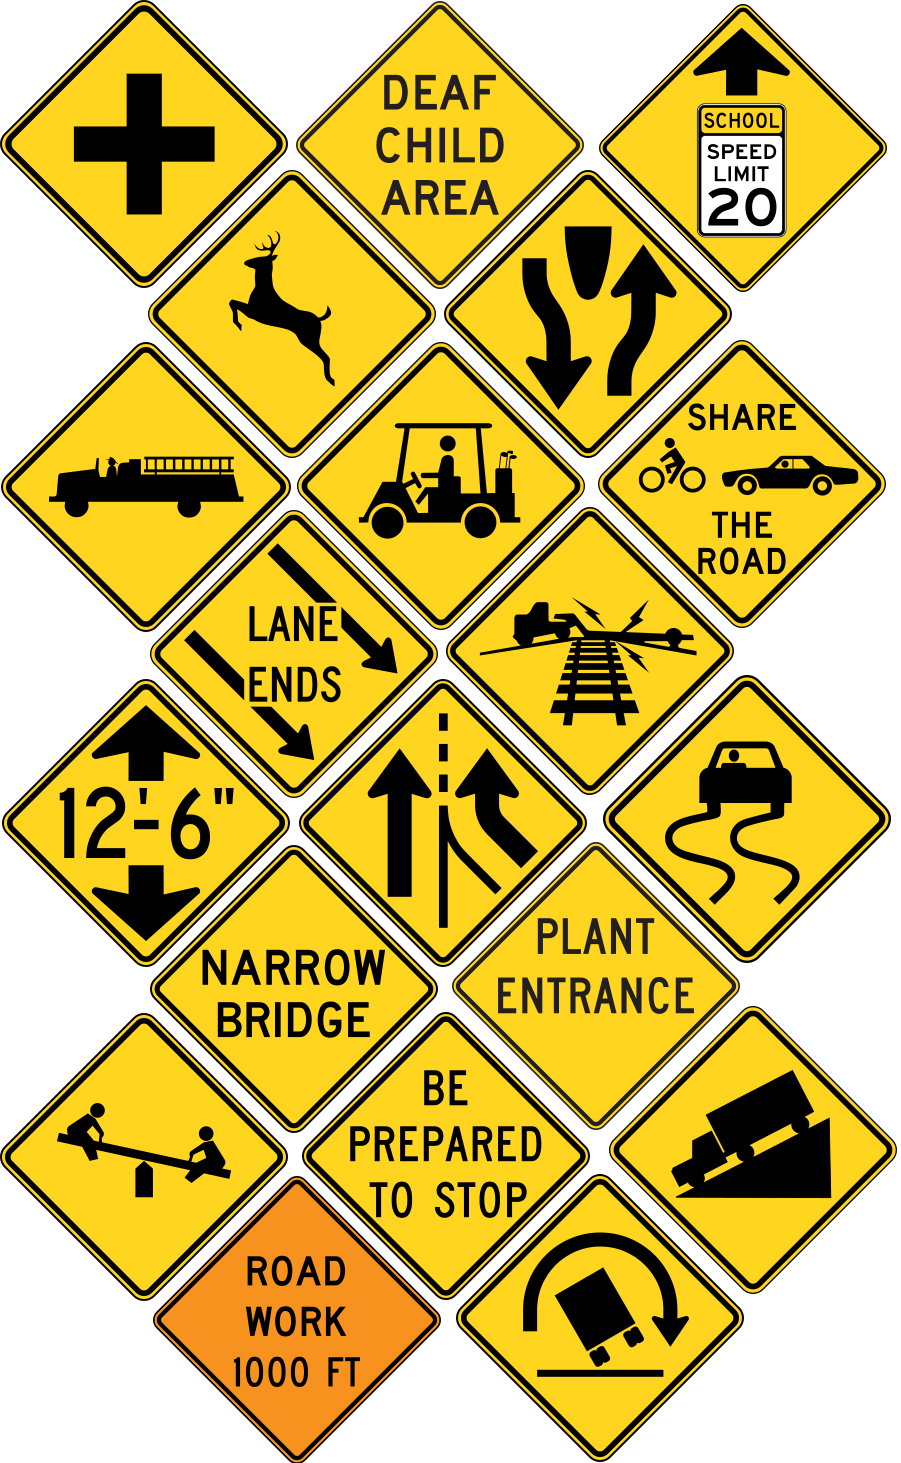 DEAF
CHILD
AREA
SCHOOL
SPEED
LIMIT
20
SHARE
THE
ROAD
LANE
ENDS
12'-6"
NARROW
BRIDGE
PLANT
ENTRANCE
BE
PREPARED
TO STOP
ROAD
WORK
1000 FT